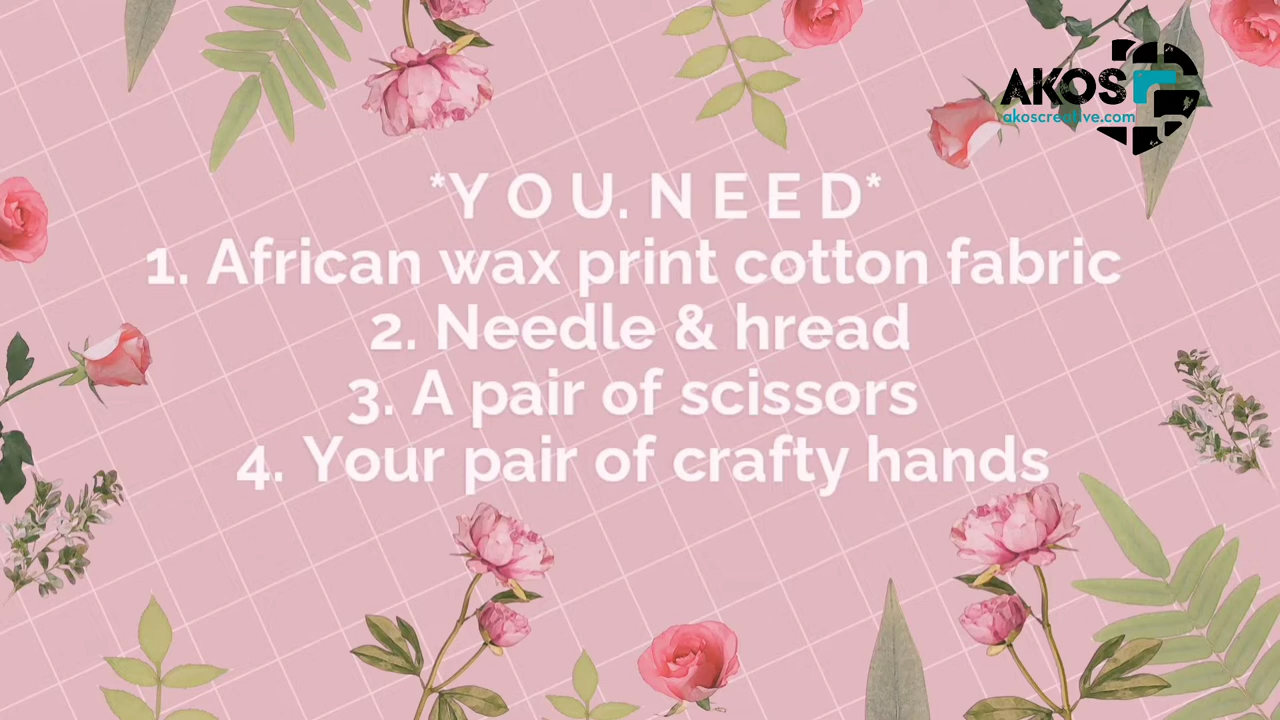 AKOS
akoscreative.com
*Y O U. N E E D*
1. African wax print cotton fabric
2. Needle & hread
3. A pair of scissors
4. Your pair of crafty hands